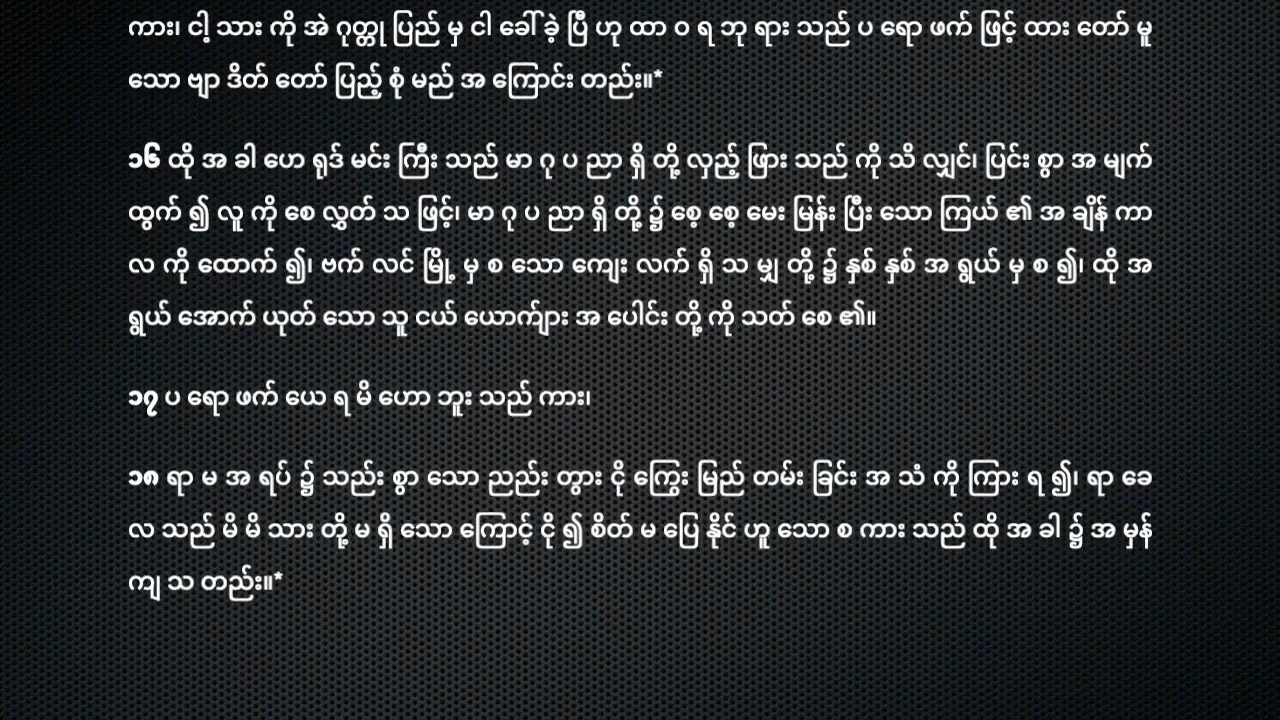 ကား၊ ငါ့ သား ကို အဲ ဂုတ္တု ပြည် မှ ငါ ခေါ်ခဲ့ ပြီ ဟု ထာ ဝ ရ ဘု ရား သည် ပ ရော ဖက် ဖြင့် ထား တော် မူ
သော ဗျာ ဒိတ် တော် ပြည့် စုံ မည် အ ကြောင်း တည်း။*
၁၆ ထို အ ခါ ဟေ ရုဒ် မင်း ကြီး သည် မာ ဂု ပ ညာ ရှိ တို့ လှည့် ဖြား သည် ကို သိ လျှင်၊ ပြင်း စွာ အ မျက်
ထွက် ၍ လူ ကို စေ လွှတ် သ ဖြင့်၊ မာ ဂု ပ ညာ ရှိ တို့ ၌ စေ့ စေ့ မေး မြန်း ပြီး သော ကြယ် ၏ အ ချိန် ကာ
လ ကို ထောက် ၍၊ ဗက် လင် မြို့ မှ စ သော ကျေး လက် ရှိ သ မျှ တို့ ၌ နှစ် နှစ် အ ရွယ် မှ စ ၍၊ ထို အ
ရွယ် အောက် ယုတ် သော သူ ငယ် ယောက်ျား အ ပေါင်း တို့ ကို သတ် စေ ၏။
၁၇ ပ ရော ဖက် ယေ ရ မိ ဟော ဘူး သည် ကား၊
၁၈ ရာ မ အ ရပ် ၌ သည်း စွာ သော ညည်း တွား ငို ကြွေး မြည် တမ်း ခြင်း အ သံ ကို ကြား ရ ၍၊ ရာ ခေ
လ သည် မိ မိ သား တို့ မ ရှိ သော ကြောင့် ငို ၍ စိတ် မ ပြေ နိုင် ဟူ သော စ ကား သည် ထို အ ခါ ၌ အ မှန်
ကျ သ တည်း။*